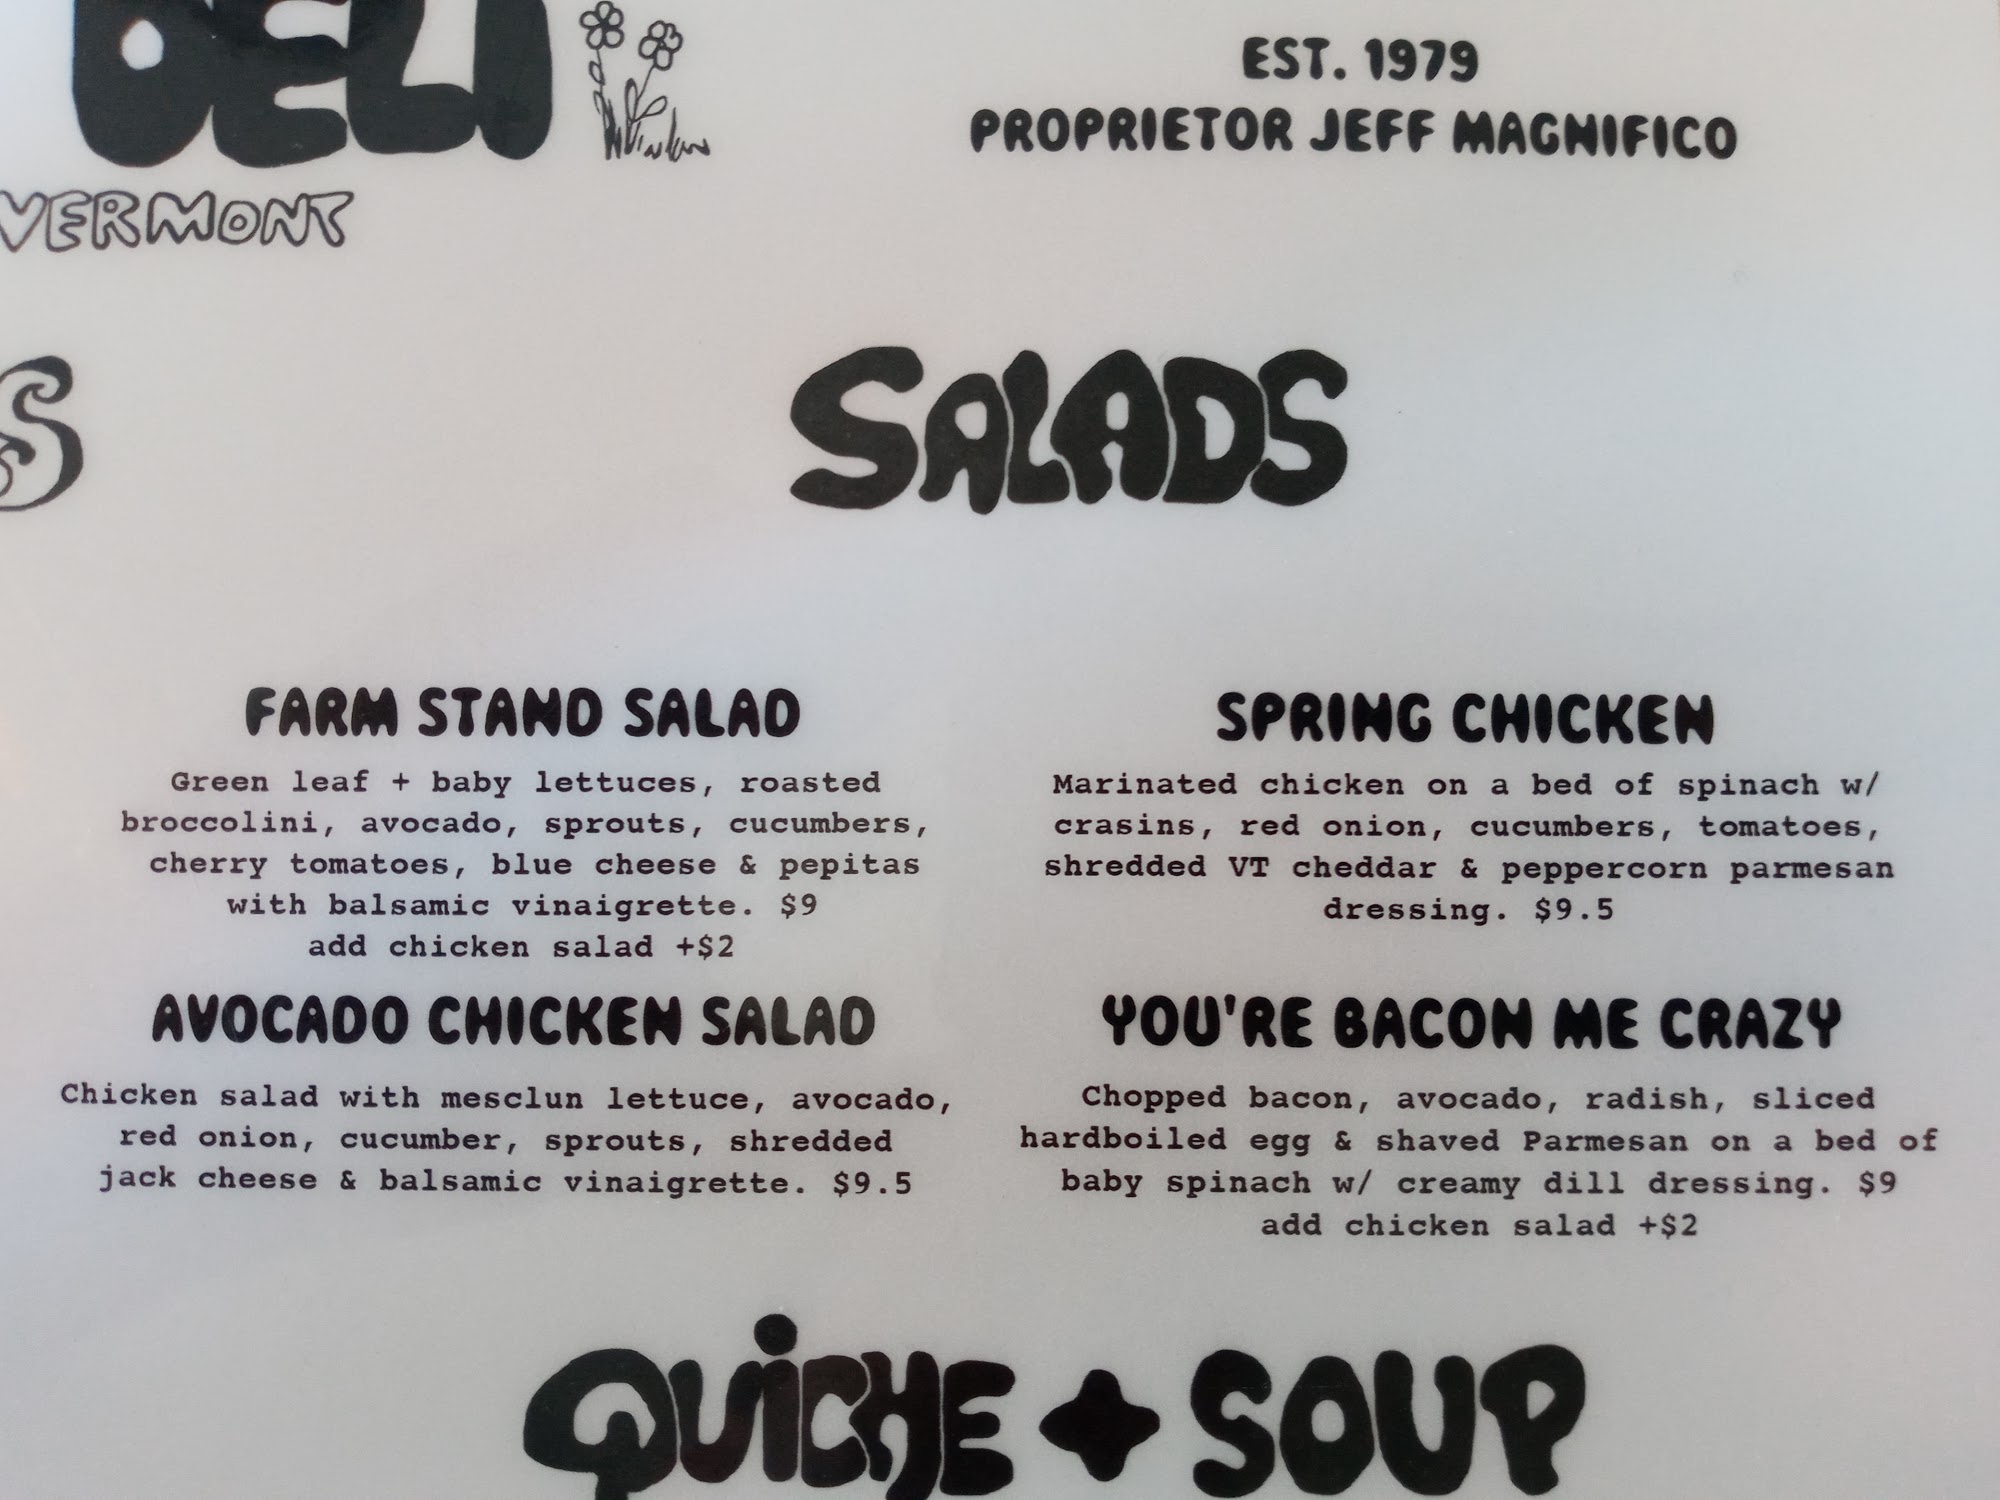 DELI
VERMONT
EST. 1979
PROPRIETOR JEFF MAGNIFICO
S
SALADS
FARM STAND SALAD
Green leaf + baby lettuces, roasted
broccolini, avocado, sprouts, cucumbers,
cherry tomatoes, blue cheese & pepitas
with balsamic vinaigrette. $9
add chicken salad +$2
SPRING CHICKEN
Marinated chicken on a bed of spinach w/
crasins, red onion, cucumbers, tomatoes,
shredded VT cheddar & peppercorn parmesan
dressing. $9.5
AVOCADO CHICKEN SALAD
Chicken salad with mesclun lettuce, avocado,
red onion, cucumber, sprouts, shredded
jack cheese & balsamic vinaigrette. $9.5
YOU'RE BACON ME CRAZY
Chopped bacon, avocado, radish, sliced
hardboiled egg & shaved Parmesan on a bed of
baby spinach w/ creamy dill dressing. $9
add chicken salad +$2
QUiCHE + SOUP